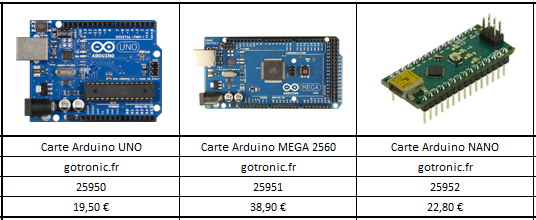 UNO
ARDUINO
MEGA
Carte Arduino UNO
Carte Arduino MEGA 2560
Carte Arduino NANO
gotronic.fr
gotronic.fr
gotronic.fr
25950
25951
25952
19,50 €
38,90 €
22,80 €